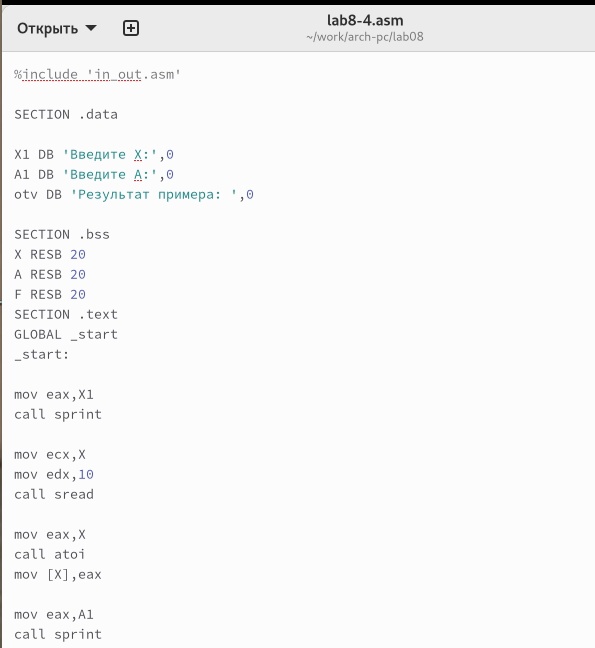 Открыть
lab8-4.asm
~/work/arch-pc/lab08
%include 'in_out.asm'
SECTION .data
X1 DB 'Введите X:',0
A1 DB 'Введите A:',0
otv DB 'Результат примера: ',0
SECTION .bss
X RESB 20
A RESB 20
F RESB 20
SECTION .text
GLOBAL _start
_start:
mov eax,X1
call sprint
mov ecx,X
mov edx,10
call sread
mov eax,X
call atoi
mov [X],eax
mov eax,A1
call sprint